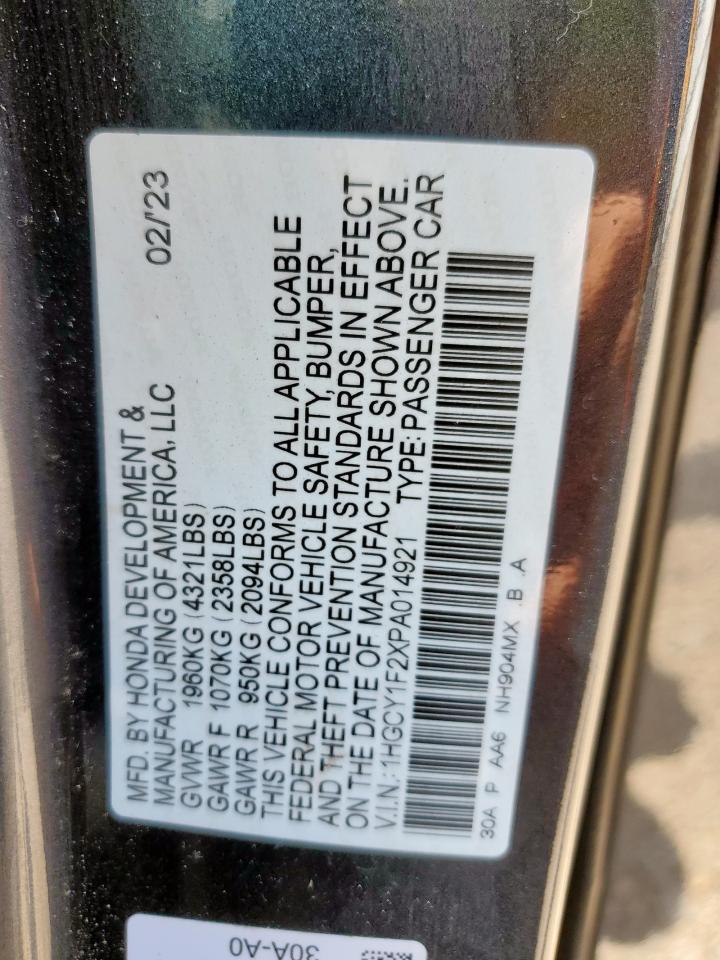 MFD. BY HONDA DEVELOPMENT &
MANUFACTURING OF AMERICA, LLC 02/'23
GVWR 1960KG (4321LBS)
GAWR F 1070KG (2358LBS)
GAWR R 950KG (2094LBS)
THIS VEHICLE CONFORMS TO ALL APPLICABLE
FEDERAL MOTOR VEHICLE SAFETY, BUMPER,
AND THEFT PREVENTION STANDARDS IN EFFECT
ON THE DATE OF MANUFACTURE SHOWN ABOVE.
V.I.N.: 1HGCY1F2XPA014921 TYPE: PASSENGER CAR
30A P AA6 NH904MX .B .A
30A-A0